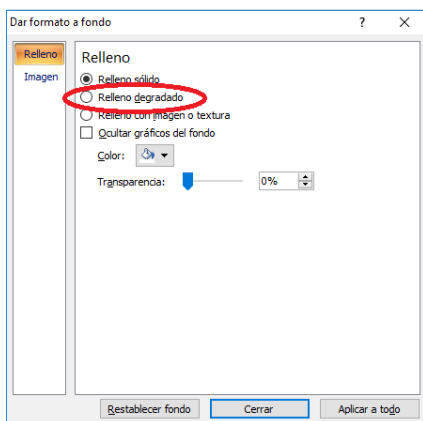 Dar formato a fondo
Relleno
Imagen
Relleno
Relleno sólido
Relleno degradado
Relleno con imagen o textura
Ocultar gráficos del fondo
Color:
Transparencia: 0%
Restablecer fondo Cerrar Aplicar a todo